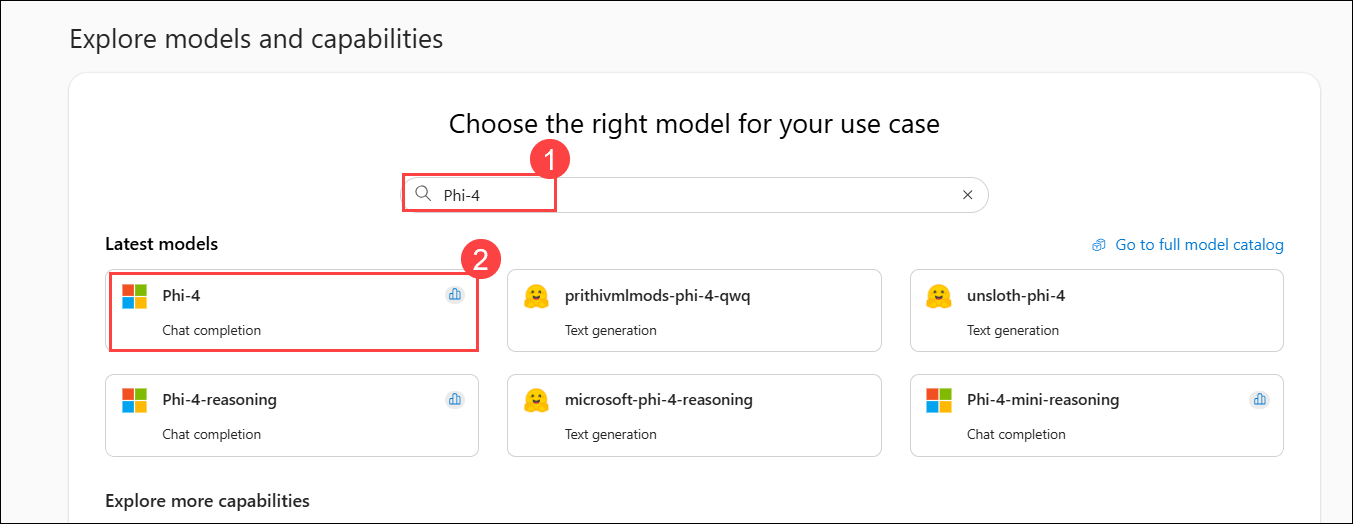 Explore models and capabilities
Choose the right model for your use case
1
Phi-4
Latest models
Go to full model catalog
2
Phi-4
Chat completion
prithivmlmods-phi-4-qwq
Text generation
unsloth-phi-4
Text generation
Phi-4-reasoning
Chat completion
microsoft-phi-4-reasoning
Text generation
Phi-4-mini-reasoning
Chat completion
Explore more capabilities